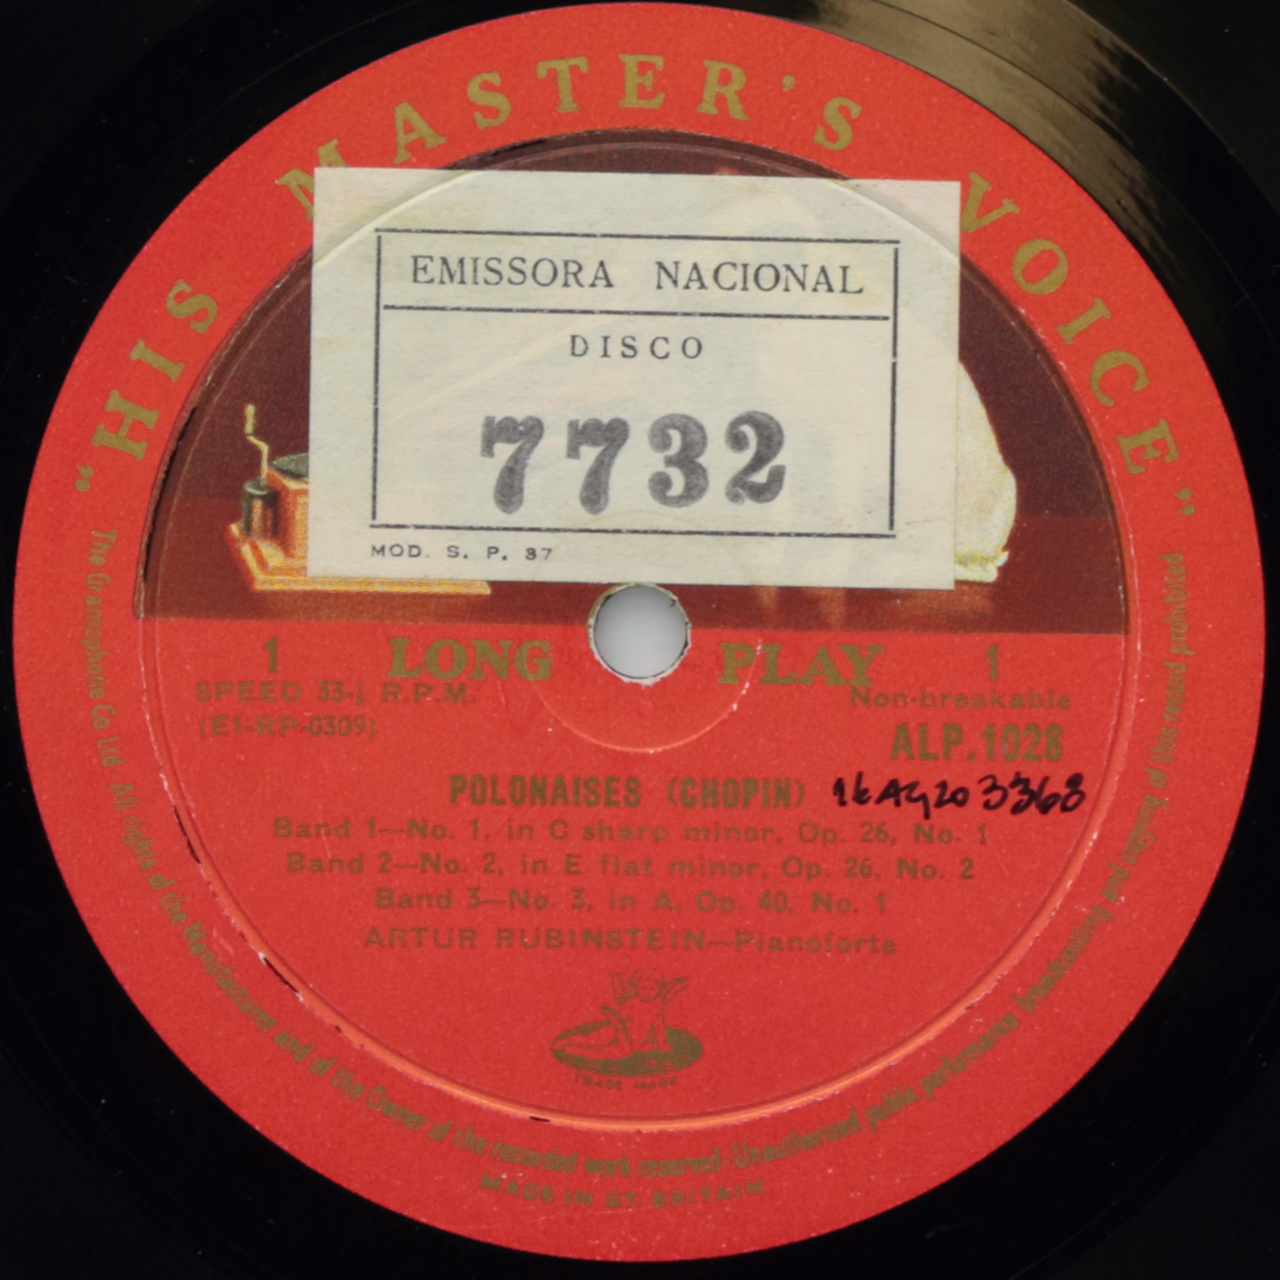 "HIS MASTER'S VOICE"
EMISSORA NACIONAL
DISCO
7732
MOD. S. P. 37
1 LONG PLAY 1
SPEED 33-⅓ R.P.M.
Non-breakable
(E1-RP-0309)
ALP.1028
POLONAISES (CHOPIN)
3368
Band 1—No. 1, in C sharp minor, Op. 26, No. 1
Band 2—No. 2, in E flat minor, Op. 26, No. 2
Band 3—No. 3, in A, Op. 40, No. 1
ARTUR RUBINSTEIN—Pianoforte
TRADE MARK
The Gramophone Co. Ltd - All rights of the Manufacturer and of the Owner of the recorded work reserved - Unauthorised public performance broadcasting and copying of this record prohibited
MADE IN GT BRITAIN